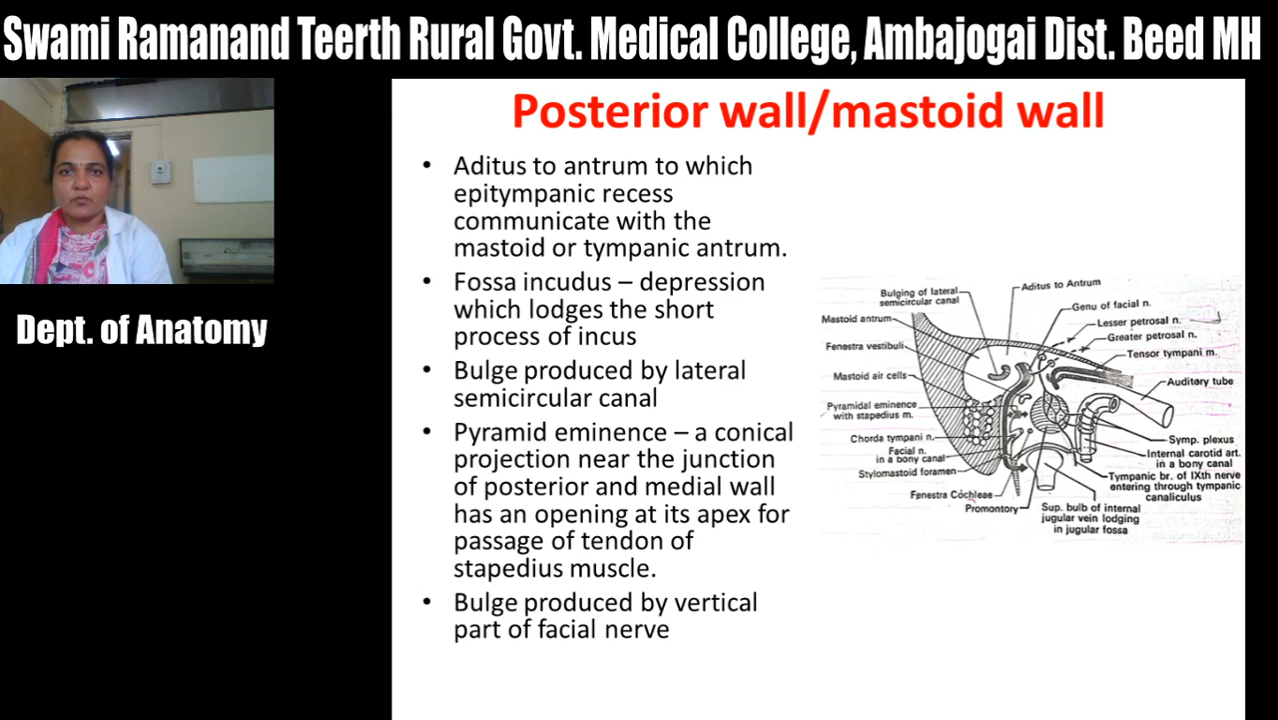 Swami Ramanand Teerth Rural Govt. Medical College, Ambajogai Dist. Beed MH
Dept. of Anatomy
Posterior wall/mastoid wall
• Aditus to antrum to which
epitympanic recess
communicate with the
mastoid or tympanic antrum.
• Fossa incudus – depression
which lodges the short
process of incus
• Bulge produced by lateral
semicircular canal
• Pyramid eminence – a conical
projection near the junction
of posterior and medial wall
has an opening at its apex for
passage of tendon of
stapedius muscle.
• Bulge produced by vertical
part of facial nerve
Bulging of lateral
semicircular canal
Mastoid antrum
Fenestra vestibuli
Mastoid air cells
Pyramidal eminence
with stapedius m.
Chorda tympani n.
Facial n.
in a bony canal
Stylomastoid foramen
Fenestra Cochleae
Promontory
Aditus to Antrum
Genu of facial n.
Lesser petrosal n.
Greater petrosal n.
Tensor tympani m.
Auditory tube
Symp. plexus
Internal carotid art.
in a bony canal
Tympanic br. of IXth nerve
entering through tympanic
canaliculus
Sup. bulb of internal
jugular vein lodging
in jugular fossa